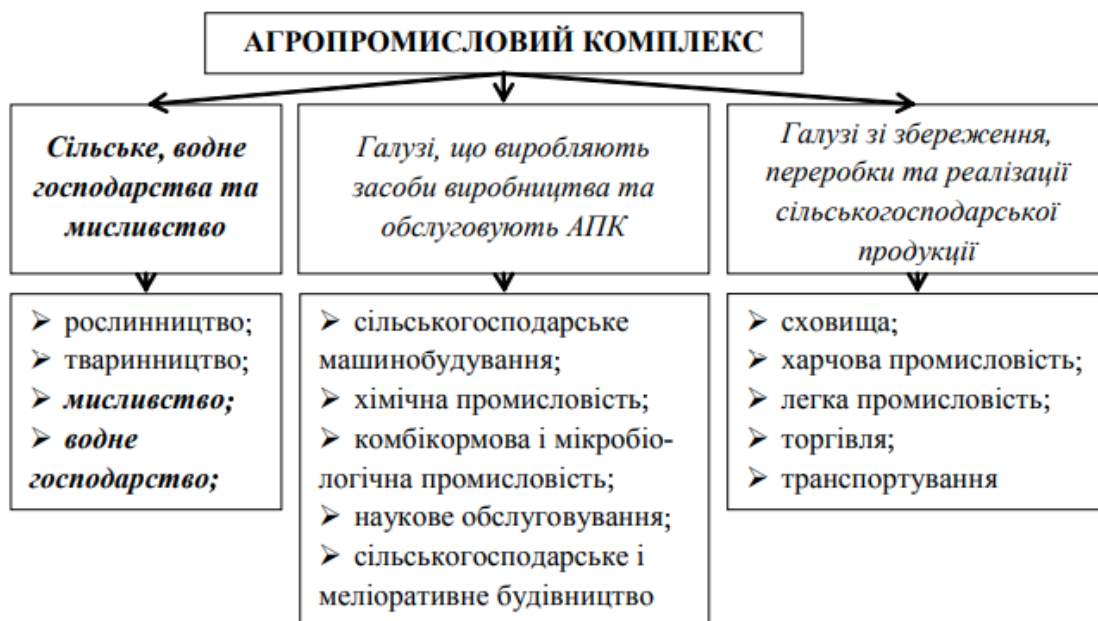 АГРОПРОМИСЛОВИЙ КОМПЛЕКС
Сільське, водне
господарства та
мисливство
Галузі, що виробляють
засоби виробництва та
обслуговують АПК
Галузі зі збереження,
переробки та реалізації
сільськогосподарської
продукції
➢ рослинництво;
➢ тваринництво;
➢ мисливство;
➢ водне
господарство;
➢ сільськогосподарське
машинобудування;
➢ хімічна промисловість;
➢ комбікормова і мікробіо-
логічна промисловість;
➢ наукове обслуговування;
➢ сільськогосподарське і
меліоративне будівництво
➢ сховища;
➢ харчова промисловість;
➢ легка промисловість;
➢ торгівля;
➢ транспортування